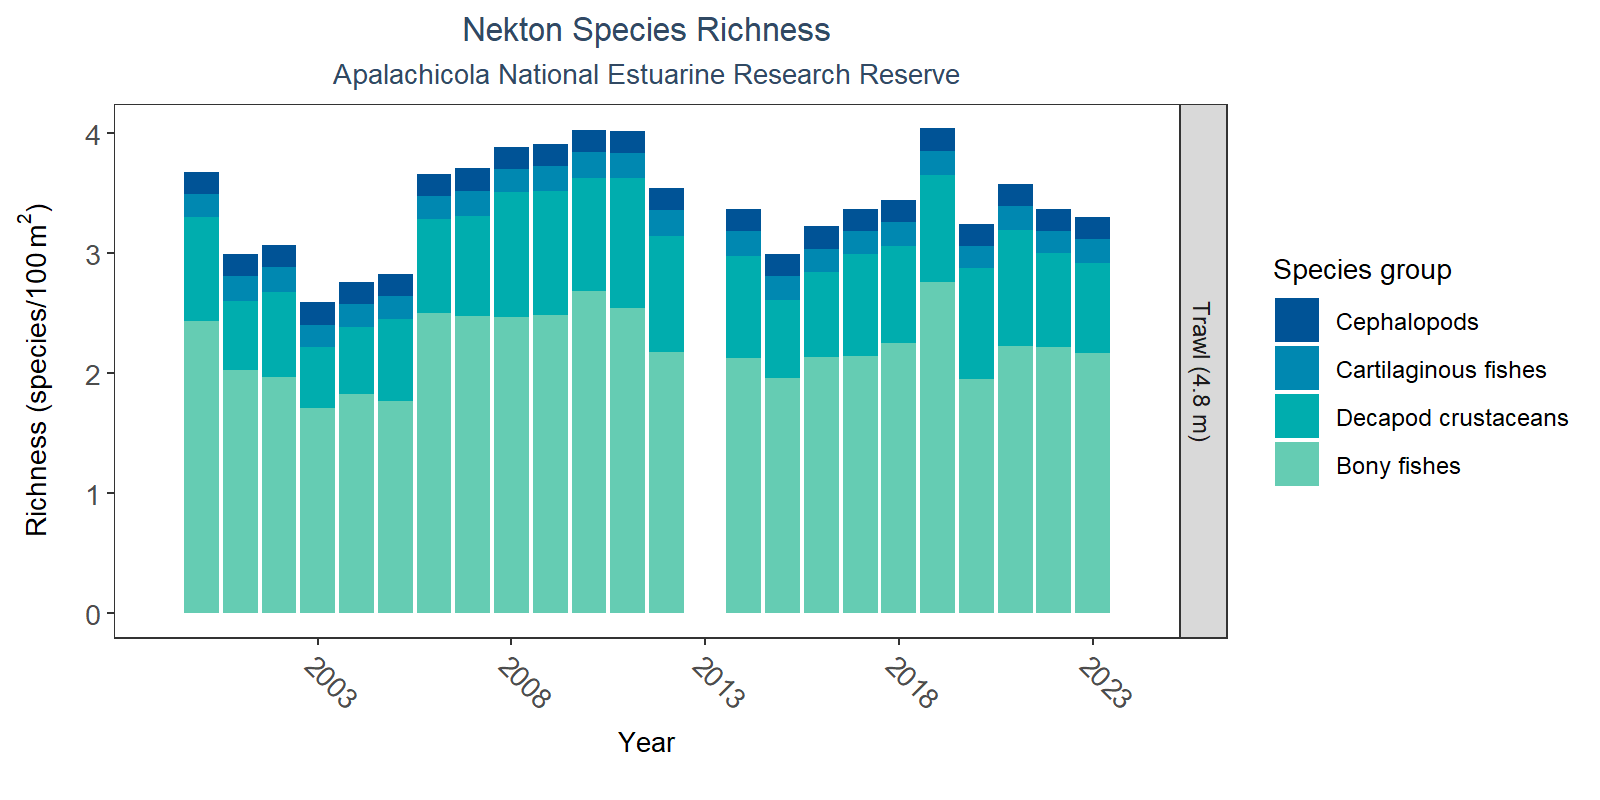 Nekton Species Richness
Apalachicola National Estuarine Research Reserve
Richness (species/100 m²)
4
3
2
1
0
2003
2008
2013
2018
2023
Year
Trawl (4.8 m)
Species group
Cephalopods
Cartilaginous fishes
Decapod crustaceans
Bony fishes